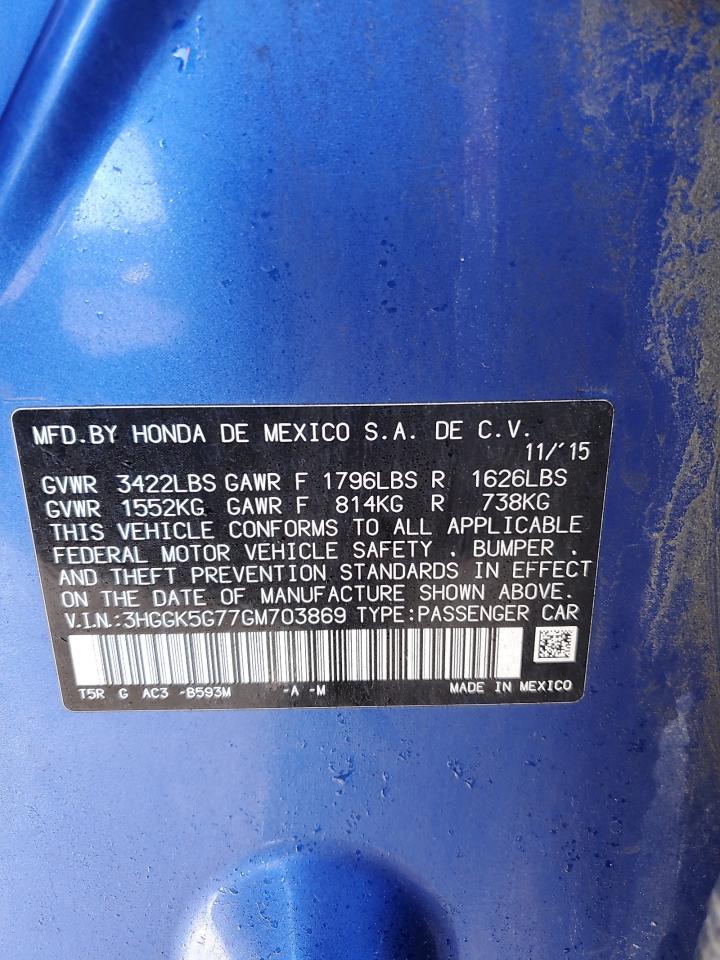 MFD.BY HONDA DE MEXICO S.A. DE C.V.
11/'15
GVWR 3422LBS GAWR F 1796LBS R 1626LBS
GVWR 1552KG GAWR F 814KG R 738KG
THIS VEHICLE CONFORMS TO ALL APPLICABLE
FEDERAL MOTOR VEHICLE SAFETY . BUMPER .
AND THEFT PREVENTION STANDARDS IN EFFECT
ON THE DATE OF MANUFACTURE SHOWN ABOVE.
V.I.N.:3HGGK5G77GM703869 TYPE:PASSENGER CAR
T5R G AC3 -B593M -A -M MADE IN MEXICO